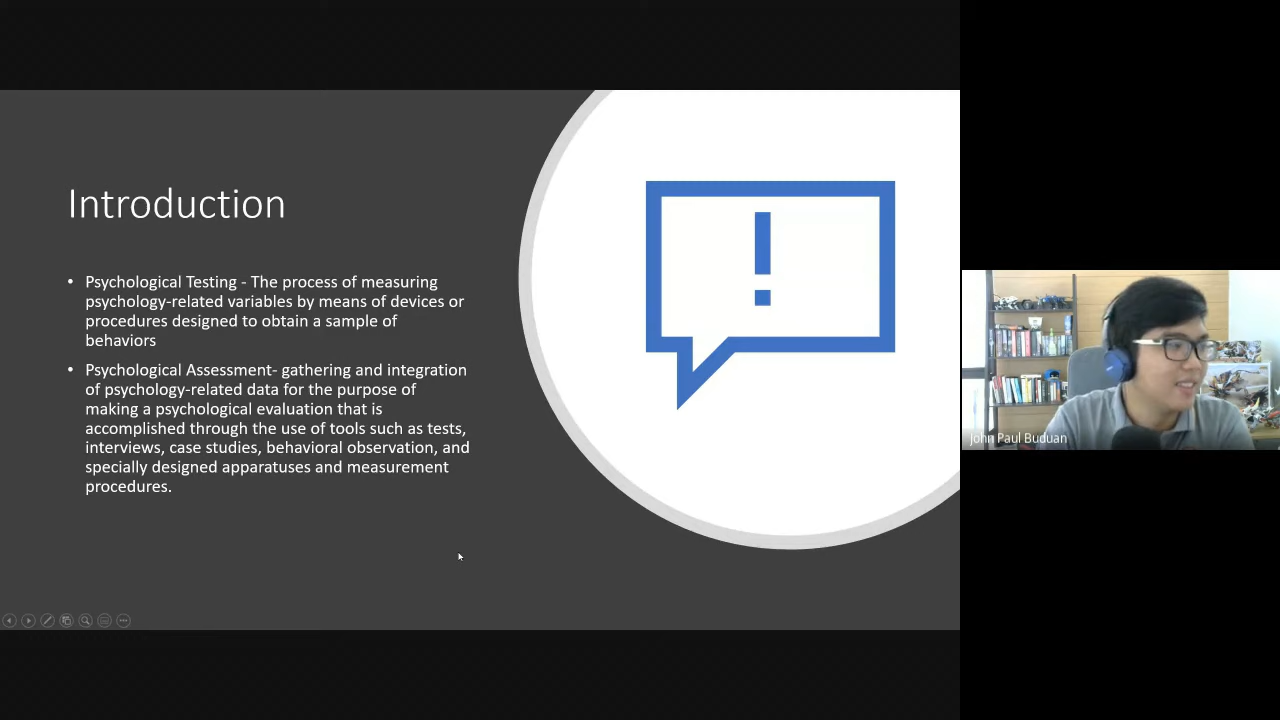 Introduction
• Psychological Testing - The process of measuring
psychology-related variables by means of devices or
procedures designed to obtain a sample of
behaviors
• Psychological Assessment- gathering and integration
of psychology-related data for the purpose of
making a psychological evaluation that is
accomplished through the use of tools such as tests,
interviews, case studies, behavioral observation, and
specially designed apparatuses and measurement
procedures.
!
John Paul Buduan